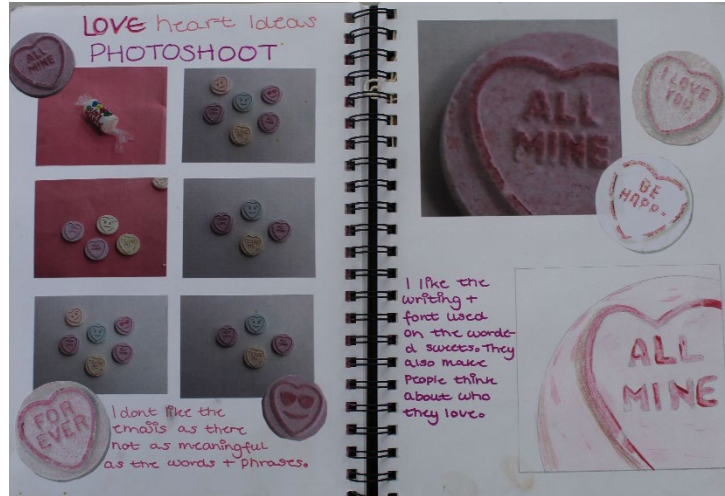 LOVE heart Ideas
PHOTOSHOOT
ALL
MINE
FOR
EVER
I dont like the
emojis as there
not as meaningful
as the words + phrases.
ALL
MINE
I LOVE
YOU
BE
HAPP.
I like the
writing +
font used
on the worde-
d sweets. They
also make
people think
about who
they love.
ALL
MINE